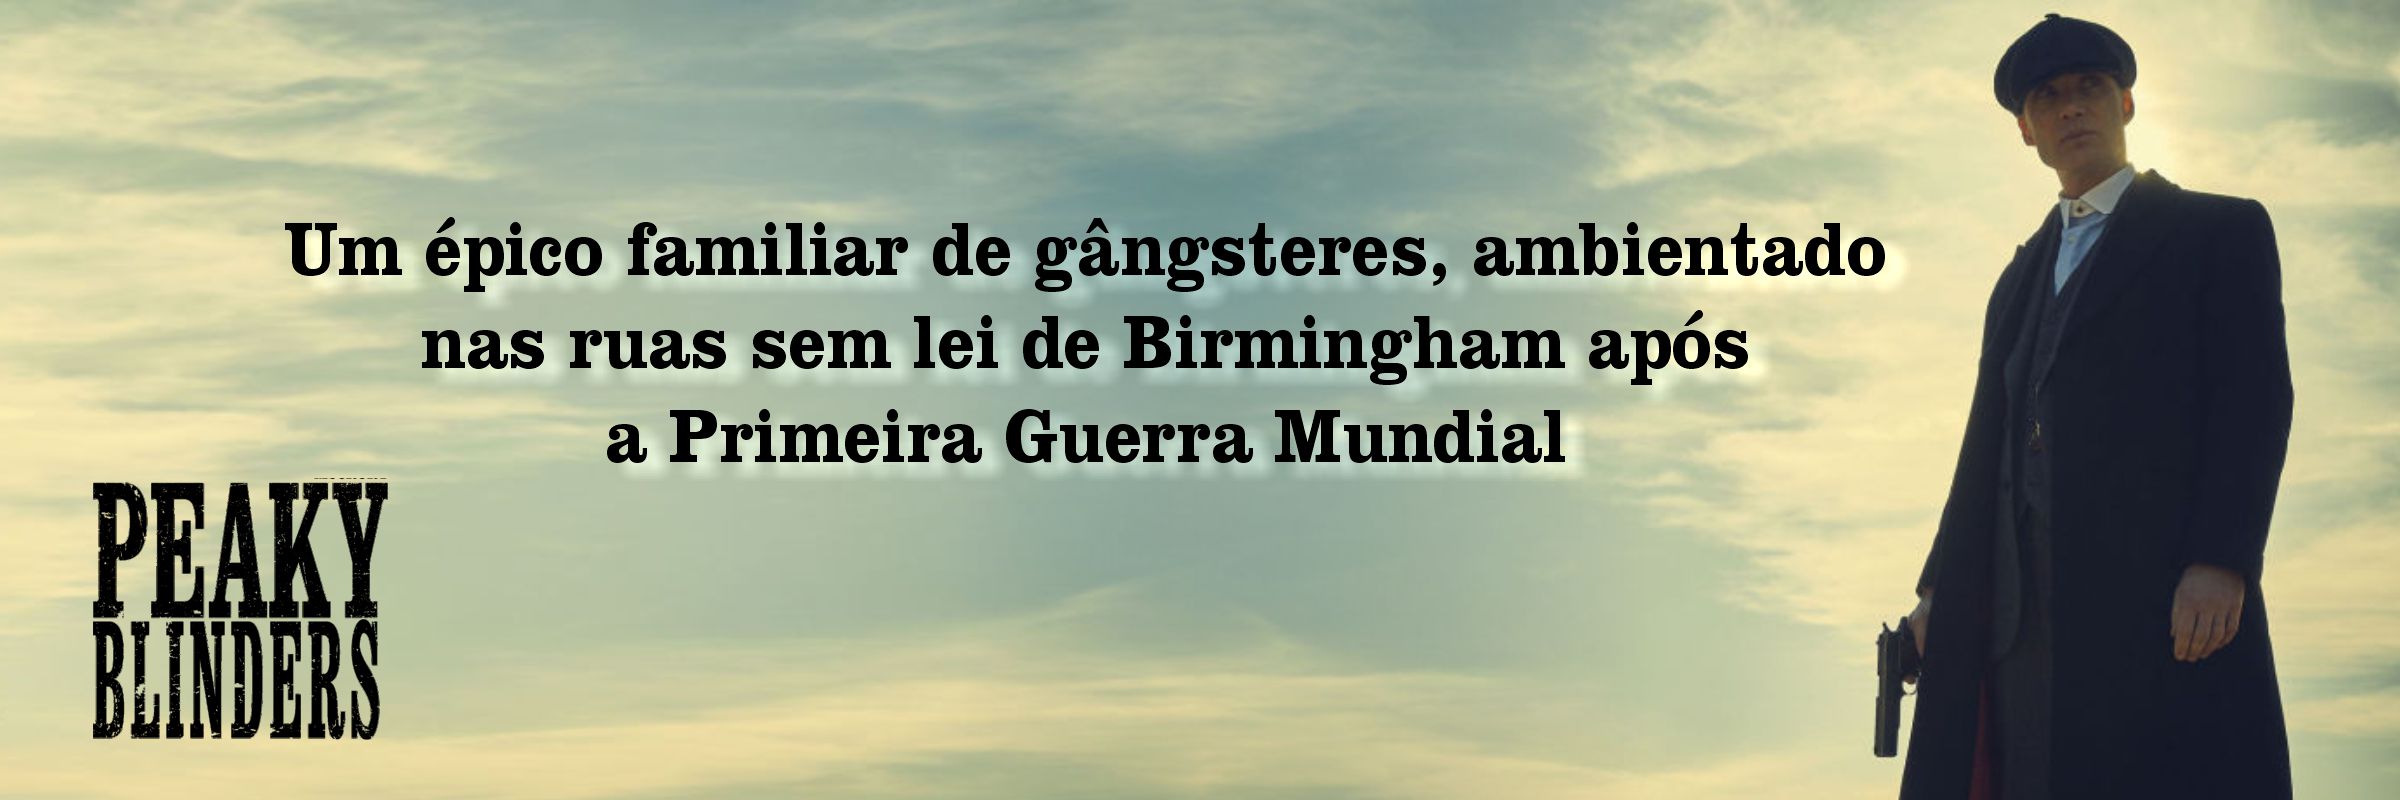 Um épico familiar de gângsteres, ambientado
nas ruas sem lei de Birmingham após
a Primeira Guerra Mundial
PEAKY
BLINDERS